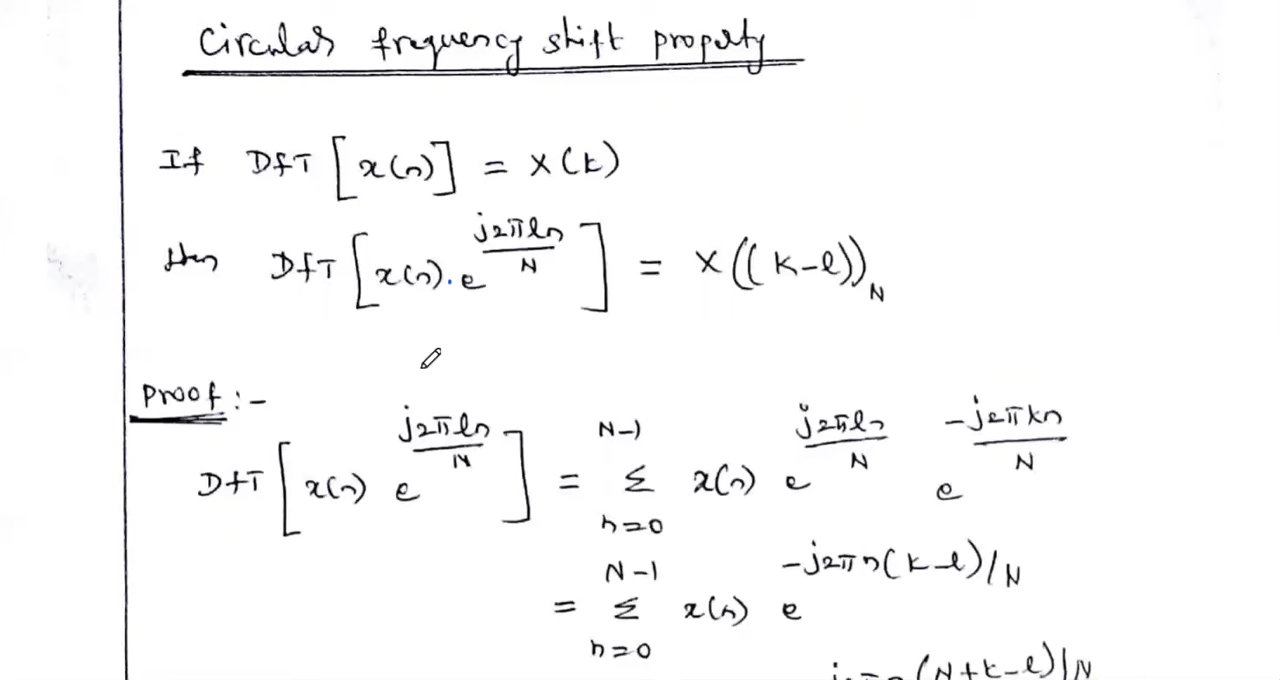 Circular frequency shift property
If DfT [x(n)] = X(k)
then DfT [x(n).e^{j2πln/N}] = X((k-l))_N
Proof:-
DfT [x(n) e^{j2πln/N}] = Σ_{n=0}^{N-1} x(n) e^{j2πln/N} e^{-j2πkn/N}
= Σ_{n=0}^{N-1} x(n) e^{-j2πn(k-l)/N}
(N+k-l)/N